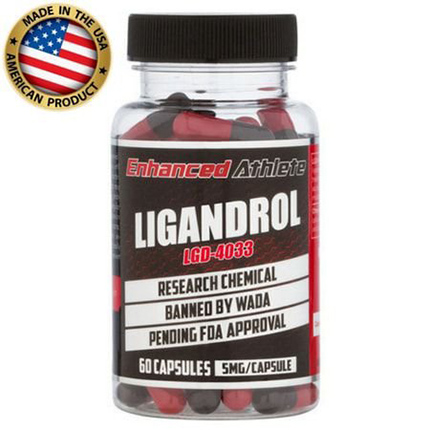 MADE IN THE USA
AMERICAN PRODUCT
Enhanced Athlete
LIGANDROL
LGD-4033
RESEARCH CHEMICAL
BANNED BY WADA
PENDING FDA APPROVAL
60 CAPSULES 5MG/CAPSULE